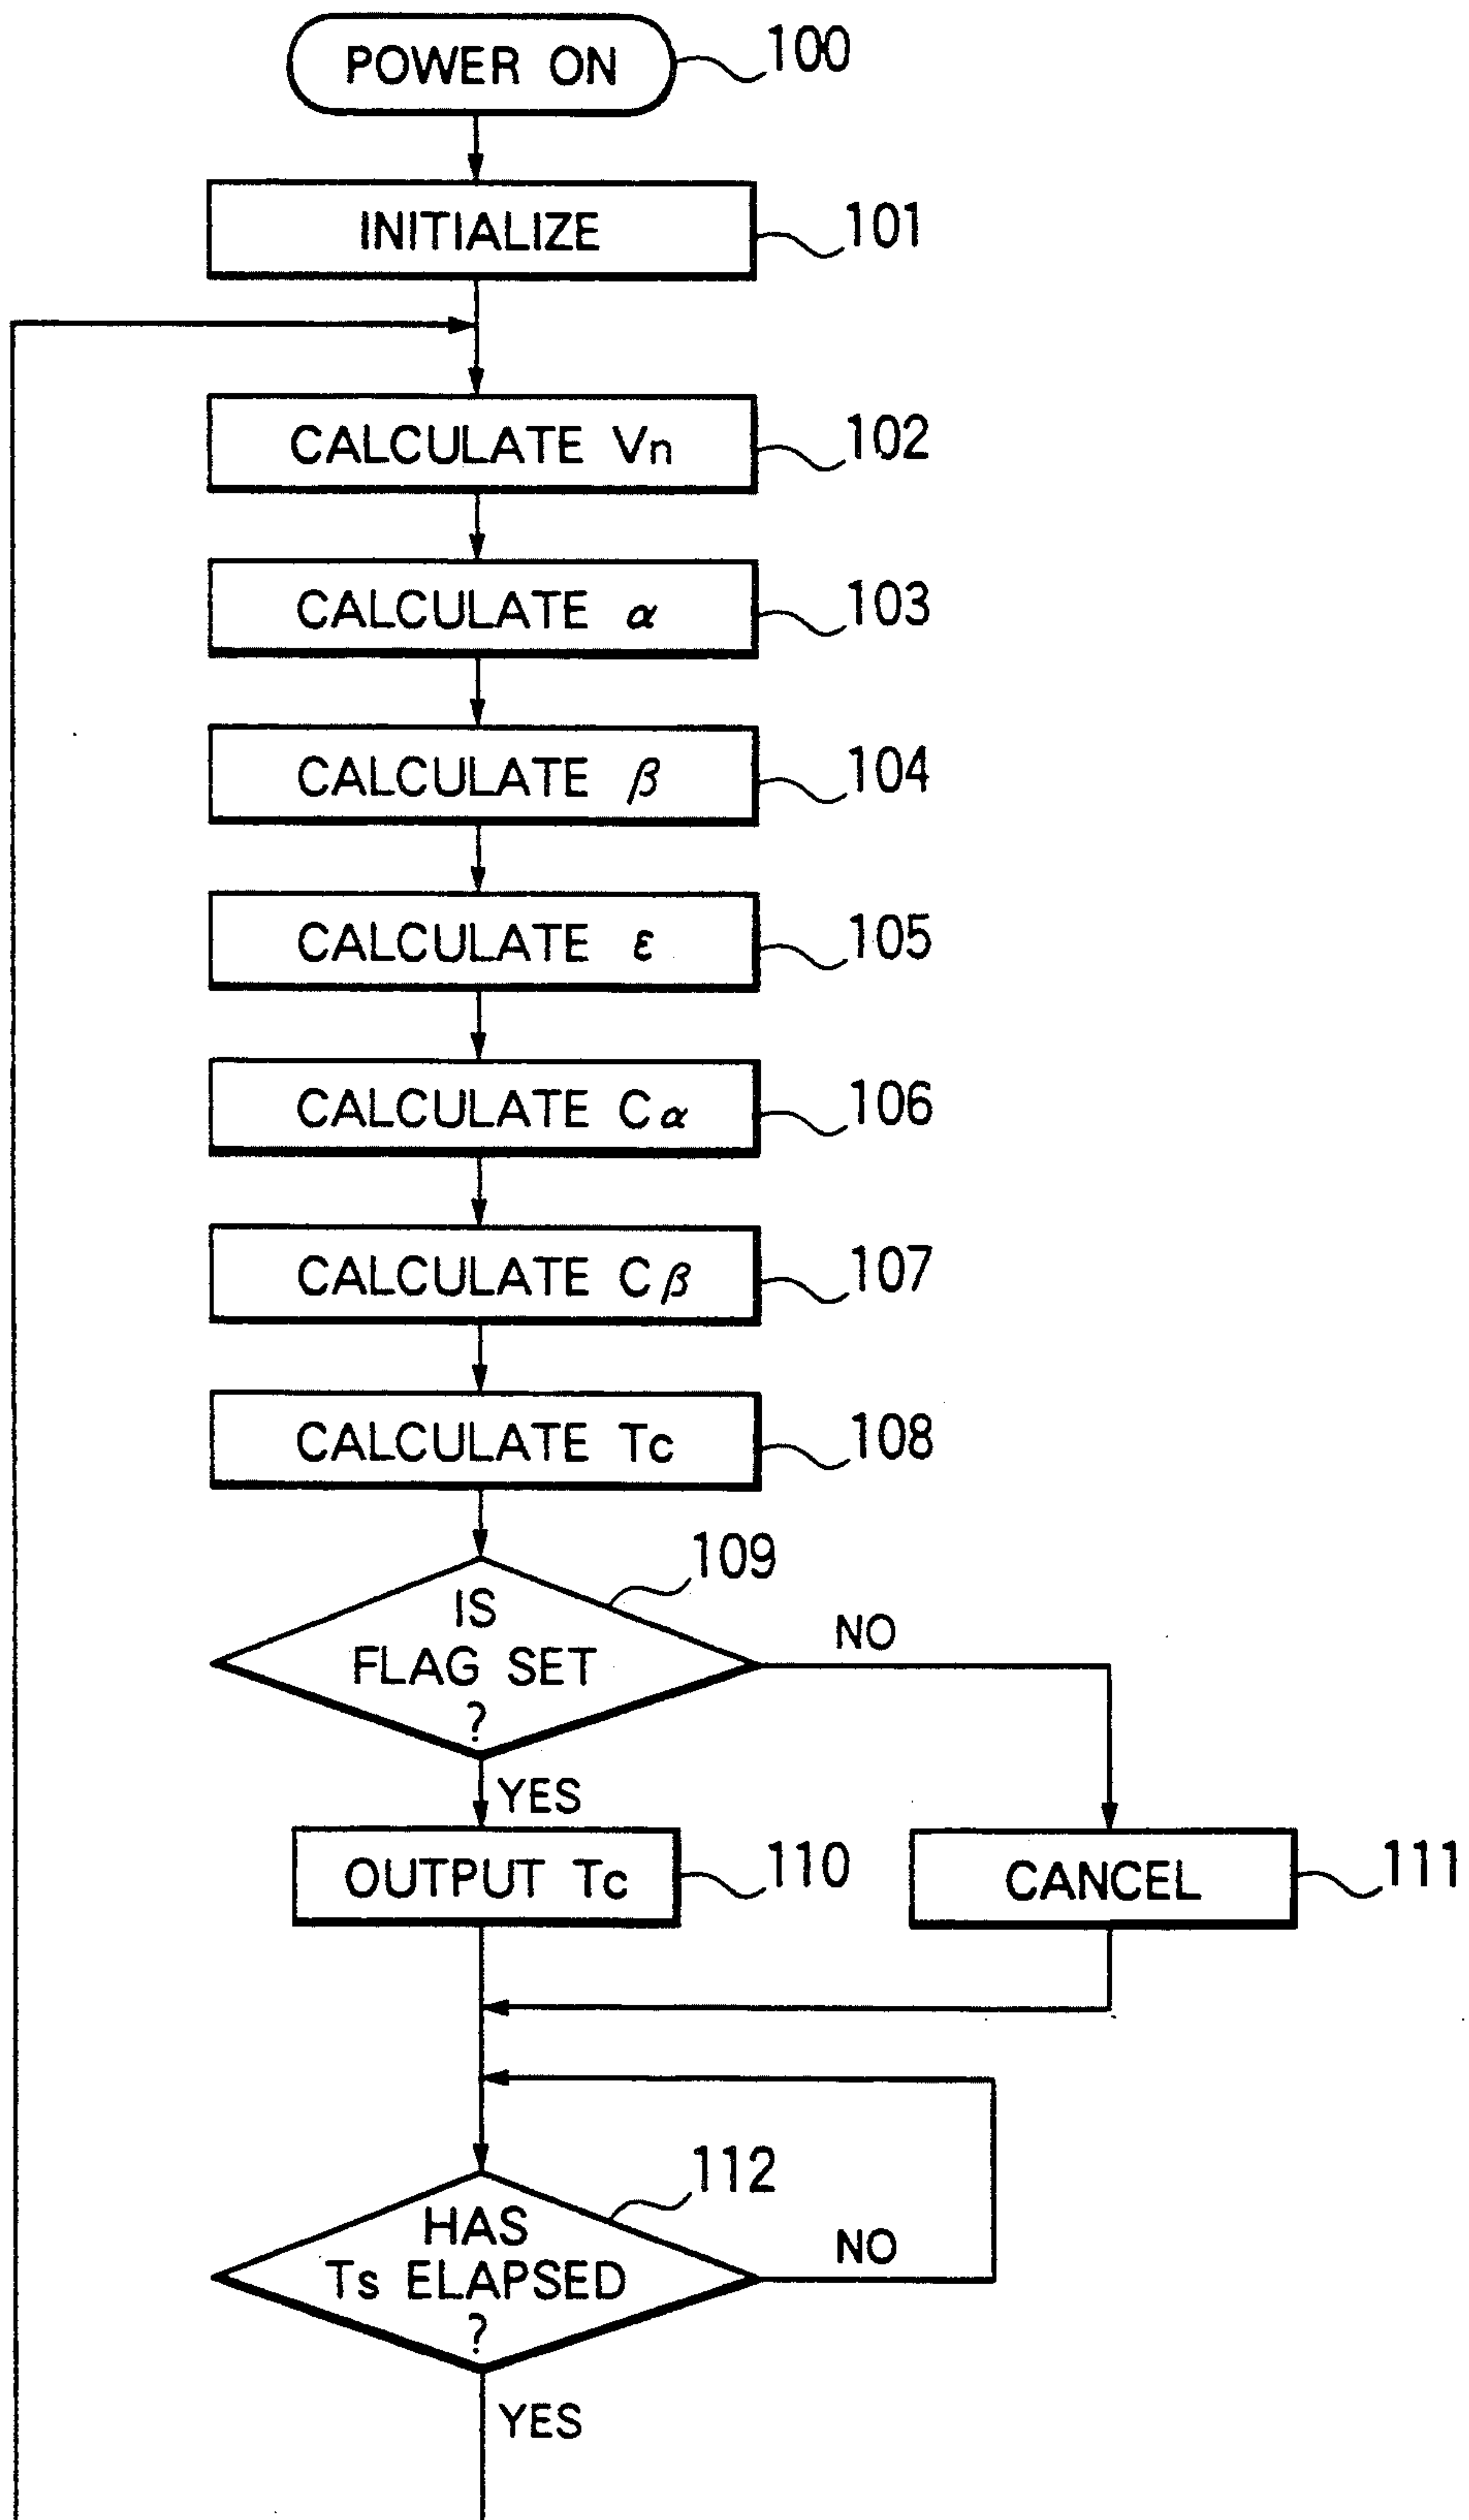 POWER ON
100
INITIALIZE
101
CALCULATE Vn
102
CALCULATE α
103
CALCULATE β
104
CALCULATE ε
105
CALCULATE Cα
106
CALCULATE Cβ
107
CALCULATE Tc
108
109
IS
FLAG SET
?
NO
YES
OUTPUT Tc
110
CANCEL
111
112
HAS
Ts ELAPSED
?
NO
YES